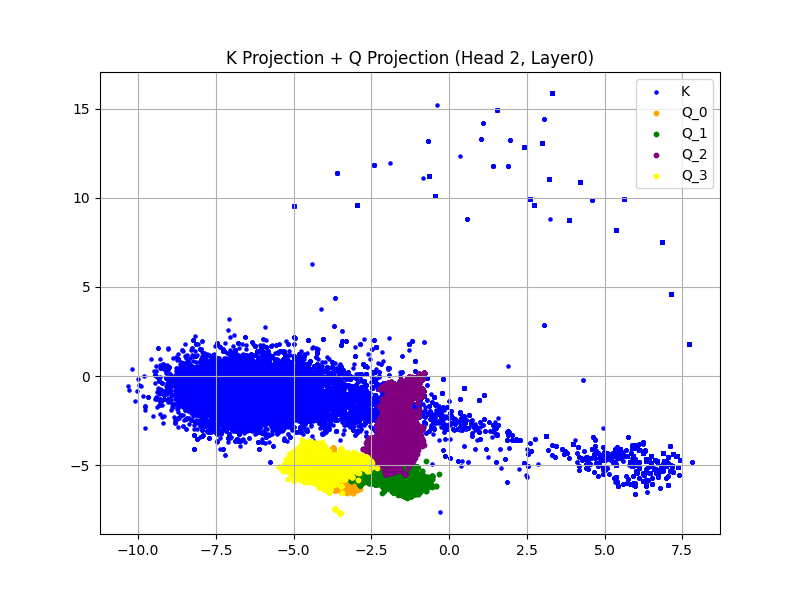 K Projection + Q Projection (Head 2, Layer0)
K
Q_0
Q_1
Q_2
Q_3
15
10
5
0
−5
−10.0 −7.5 −5.0 −2.5 0.0 2.5 5.0 7.5